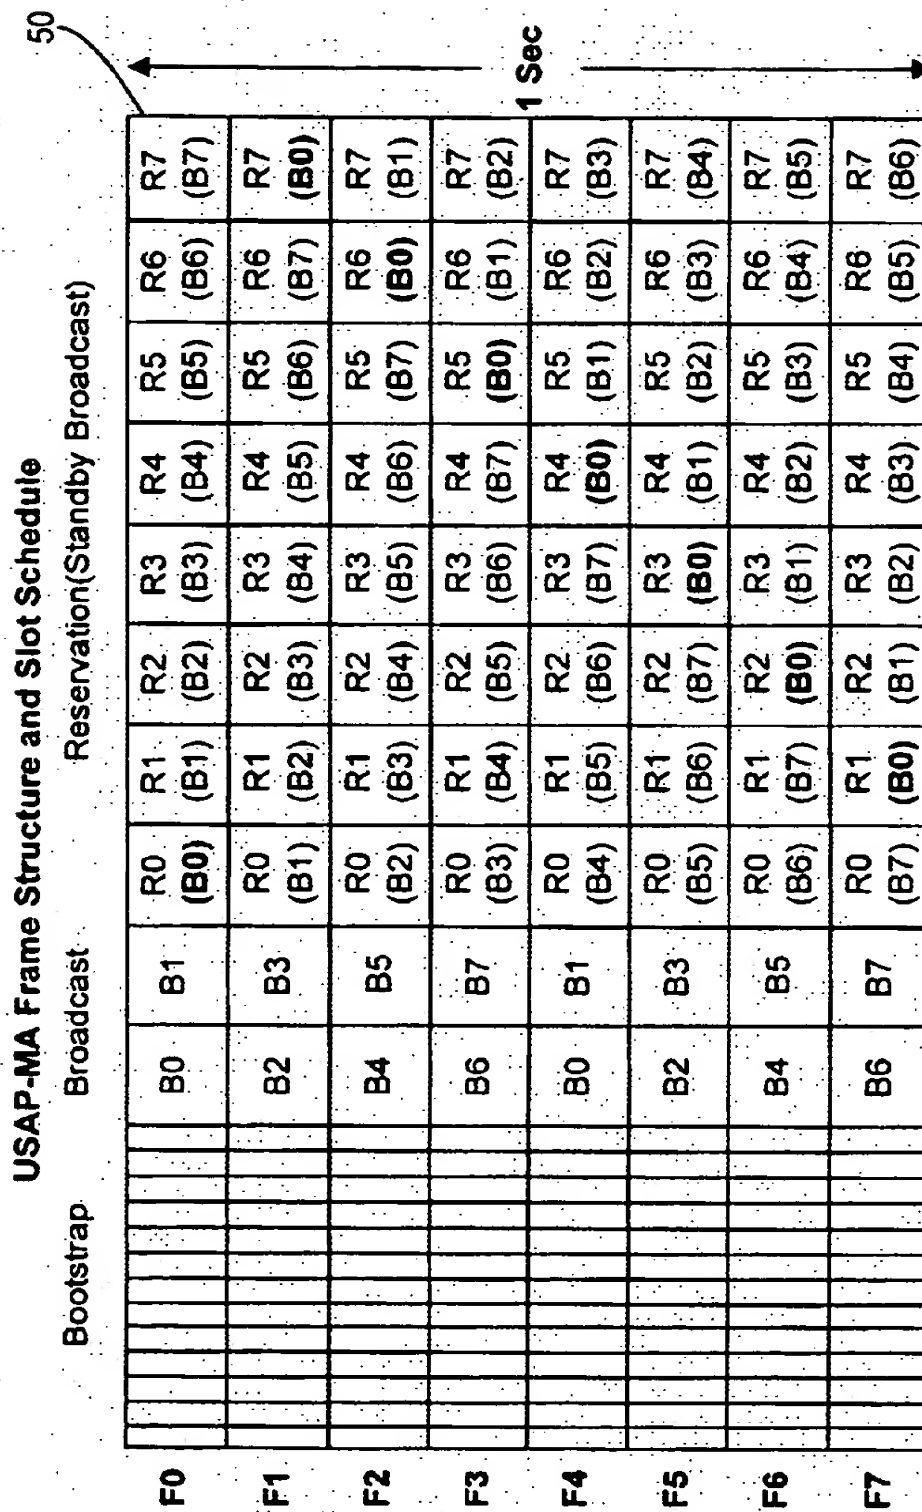 USAP-MA Frame Structure and Slot Schedule
50
Bootstrap Broadcast Reservation(Standby Broadcast)
F0 B0 B1 R0 (B0) R1 (B1) R2 (B2) R3 (B3) R4 (B4) R5 (B5) R6 (B6) R7 (B7)
F1 B2 B3 R0 (B1) R1 (B2) R2 (B3) R3 (B4) R4 (B5) R5 (B6) R6 (B7) R7 (B0)
F2 B4 B5 R0 (B2) R1 (B3) R2 (B4) R3 (B5) R4 (B6) R5 (B7) R6 (B0) R7 (B1)
F3 B6 B7 R0 (B3) R1 (B4) R2 (B5) R3 (B6) R4 (B7) R5 (B0) R6 (B1) R7 (B2)
F4 B0 B1 R0 (B4) R1 (B5) R2 (B6) R3 (B7) R4 (B0) R5 (B1) R6 (B2) R7 (B3)
F5 B2 B3 R0 (B5) R1 (B6) R2 (B7) R3 (B0) R4 (B1) R5 (B2) R6 (B3) R7 (B4)
F6 B4 B5 R0 (B6) R1 (B7) R2 (B0) R3 (B1) R4 (B2) R5 (B3) R6 (B4) R7 (B5)
F7 B6 B7 R0 (B7) R1 (B0) R2 (B1) R3 (B2) R4 (B3) R5 (B4) R6 (B5) R7 (B6)
1 Sec